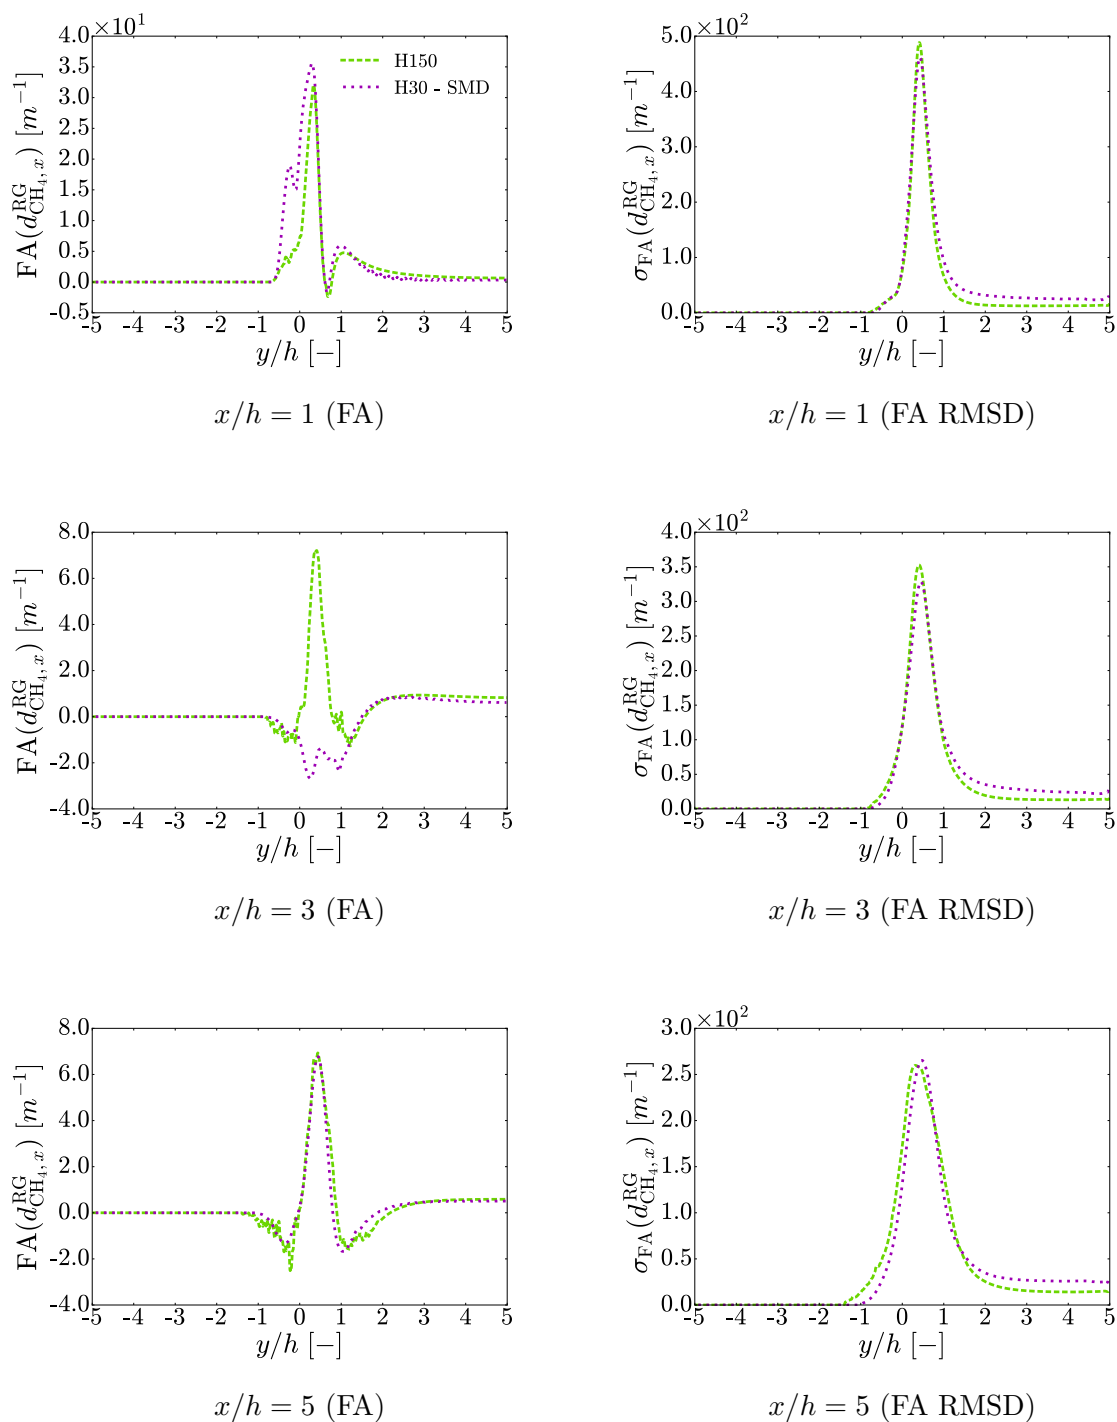 ×10¹ ×10²
4.0 5.0
3.5 4.0
3.0 3.0
2.5 2.0
2.0 1.0
1.5 0.0
1.0
0.5
0.0
-0.5
H150
H30 - SMD
FA(d^RG_CH₄,x) [m⁻¹] σ_FA(d^RG_CH₄,x) [m⁻¹]
-5 -4 -3 -2 -1 0 1 2 3 4 5 -5 -4 -3 -2 -1 0 1 2 3 4 5
y/h [−] y/h [−]
x/h = 1 (FA) x/h = 1 (FA RMSD)
×10²
8.0 4.0
6.0 3.5
4.0 3.0
2.0 2.5
0.0 2.0
-2.0 1.5
-4.0 1.0
0.5
0.0
FA(d^RG_CH₄,x) [m⁻¹] σ_FA(d^RG_CH₄,x) [m⁻¹]
-5 -4 -3 -2 -1 0 1 2 3 4 5 -5 -4 -3 -2 -1 0 1 2 3 4 5
y/h [−] y/h [−]
x/h = 3 (FA) x/h = 3 (FA RMSD)
×10²
8.0 3.0
6.0 2.5
4.0 2.0
2.0 1.5
0.0 1.0
-2.0 0.5
-4.0 0.0
FA(d^RG_CH₄,x) [m⁻¹] σ_FA(d^RG_CH₄,x) [m⁻¹]
-5 -4 -3 -2 -1 0 1 2 3 4 5 -5 -4 -3 -2 -1 0 1 2 3 4 5
y/h [−] y/h [−]
x/h = 5 (FA) x/h = 5 (FA RMSD)